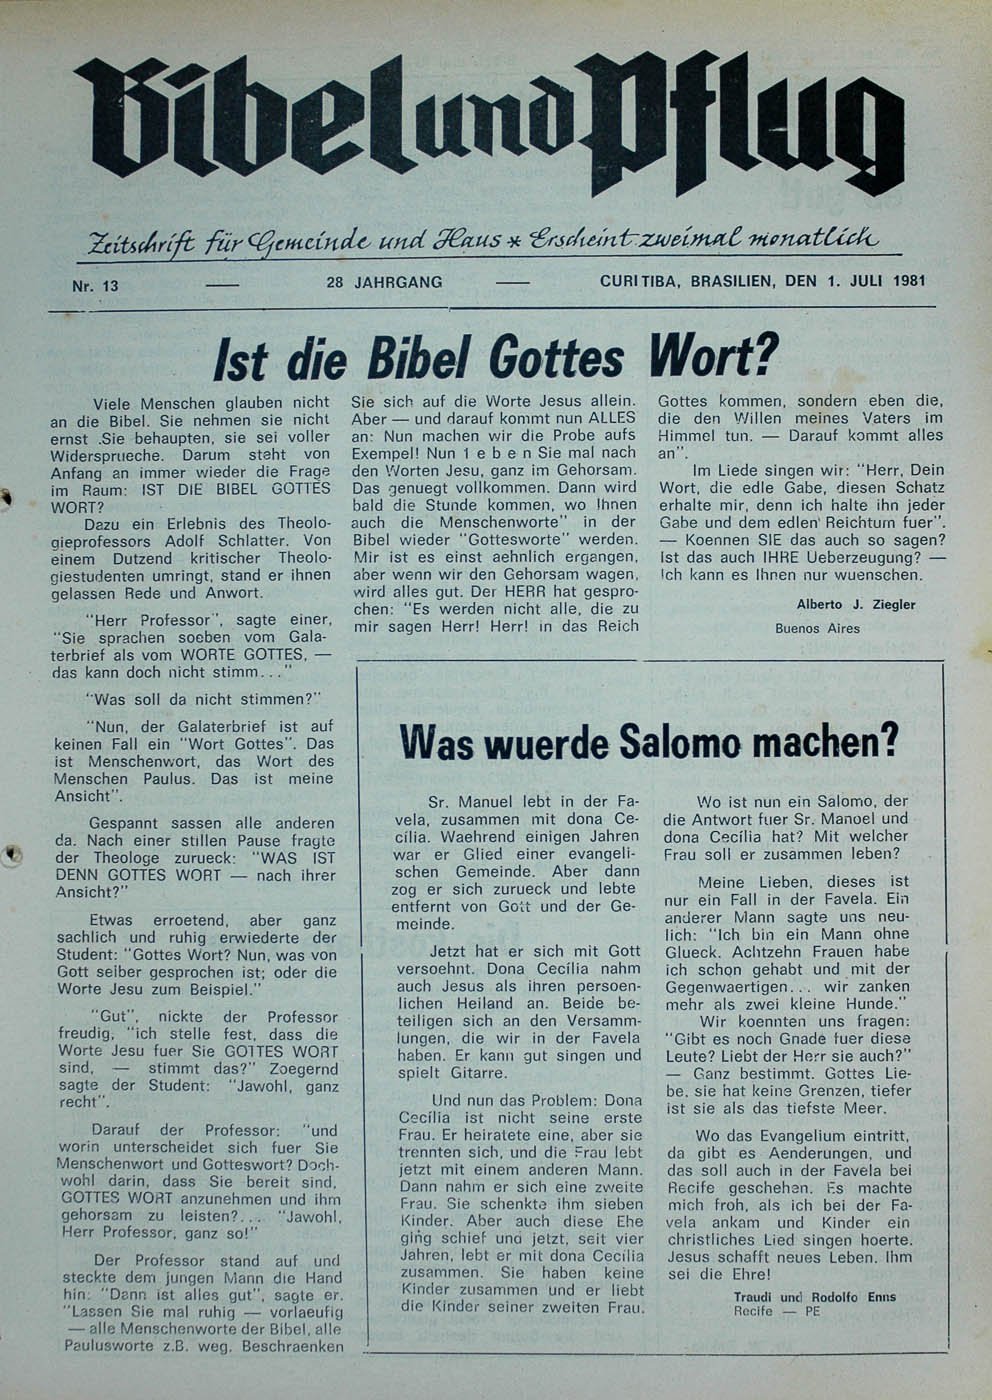 Bibel und Pflug
Zeitschrift für Gemeinde und Haus * Erscheint zweimal monatlich
Nr. 13 — 28 JAHRGANG — CURITIBA, BRASILIEN, DEN 1. JULI 1981
Ist die Bibel Gottes Wort?
Viele Menschen glauben nicht
an die Bibel. Sie nehmen sie nicht
ernst .Sie behaupten, sie sei voller
Widersprueche. Darum steht von
Anfang an immer wieder die Frage
im Raum: IST DIE BIBEL GOTTES
WORT?
Dazu ein Erlebnis des Theolo-
gieprofessors Adolf Schlatter. Von
einem Dutzend kritischer Theolo-
giestudenten umringt, stand er ihnen
gelassen Rede und Anwort.
"Herr Professor", sagte einer,
"Sie sprachen soeben vom Gala-
terbrief als vom WORTE GOTTES, —
das kann doch nicht stimm..."
"Was soll da nicht stimmen?"
"Nun, der Galaterbrief ist auf
keinen Fall ein "Wort Gottes". Das
ist Menschenwort, das Wort des
Menschen Paulus. Das ist meine
Ansicht".
Gespannt sassen alle anderen
da. Nach einer stillen Pause fragte
der Theologe zurueck: "WAS IST
DENN GOTTES WORT — nach ihrer
Ansicht?"
Etwas erroetend, aber ganz
sachlich und ruhig erwiederte der
Student: "Gottes Wort? Nun, was von
Gott seiber gesprochen ist; oder die
Worte Jesu zum Beispiel."
"Gut", nickte der Professor
freudig, "ich stelle fest, dass die
Worte Jesu fuer Sie GOTTES WORT
sind, — stimmt das?" Zoegernd
sagte der Student: "Jawohl, ganz
recht".
Darauf der Professor: "und
worin unterscheidet sich fuer Sie
Menschenwort und Gotteswort? Doch-
wohl darin, dass Sie bereit sind,
GOTTES WORT anzunehmen und ihm
gehorsam zu leisten?... "Jawohl,
Herr Professor, ganz so!"
Der Professor stand auf und
steckte dem jungen Mann die Hand
hin: "Dann ist alles gut", sagte er.
"Lassen Sie mal ruhig — vorlaeufig
— alle Menschenworte der Bibel, alle
Paulusworte z.B. weg. Beschraenken
Sie sich auf die Worte Jesus allein.
Aber — und darauf kommt nun ALLES
an: Nun machen wir die Probe aufs
Exempel! Nun 1 e b e n Sie mal nach
den Worten Jesu, ganz im Gehorsam.
Das genuegt vollkommen. Dann wird
bald die Stunde kommen, wo Ihnen
auch die Menschenworte" in der
Bibel wieder "Gottesworte" werden.
Mir ist es einst aehnlich ergangen,
aber wenn wir den Gehorsam wagen,
wird alles gut. Der HERR hat gespro-
chen: "Es werden nicht alle, die zu
mir sagen Herr! Herr! in das Reich
Gottes kommen, sondern eben die,
die den Willen meines Vaters im
Himmel tun. — Darauf kommt alles
an".
Im Liede singen wir: "Herr, Dein
Wort, die edle Gabe, diesen Schatz
erhalte mir, denn ich halte ihn jeder
Gabe und dem edlen Reichtum fuer".
— Koennen SIE das auch so sagen?
Ist das auch IHRE Ueberzeugung? —
Ich kann es Ihnen nur wuenschen.
Alberto J. Ziegler
Buenos Aires
Was wuerde Salomo machen?
Sr. Manuel lebt in der Fa-
vela, zusammen mit dona Ce-
cília. Waehrend einigen Jahren
war er Glied einer evangeli-
schen Gemeinde. Aber dann
zog er sich zurueck und lebte
entfernt von Gott und der Ge-
meinde.
Jetzt hat er sich mit Gott
versoehnt. Dona Cecília nahm
auch Jesus als ihren persoen-
lichen Heiland an. Beide be-
teiligen sich an den Versamm-
lungen, die wir in der Favela
haben. Er kann gut singen und
spielt Gitarre.
Und nun das Problem: Dona
Cecília ist nicht seine erste
Frau. Er heiratete eine, aber sie
trennten sich, und die Frau lebt
jetzt mit einem anderen Mann.
Dann nahm er sich eine zweite
Frau. Sie schenkte ihm sieben
Kinder. Aber auch diese Ehe
ging schief und jetzt, seit vier
Jahren, lebt er mit dona Cecília
zusammen. Sie haben keine
Kinder zusammen und er liebt
die Kinder seiner zweiten Frau.
Wo ist nun ein Salomo, der
die Antwort fuer Sr. Manoel und
dona Cecília hat? Mit welcher
Frau soll er zusammen leben?
Meine Lieben, dieses ist
nur ein Fall in der Favela. Ein
anderer Mann sagte uns neu-
lich: "Ich bin ein Mann ohne
Glueck. Achtzehn Frauen habe
ich schon gehabt und mit der
Gegenwaertigen... wir zanken
mehr als zwei kleine Hunde."
Wir koennten uns fragen:
"Gibt es noch Gnade fuer diese
Leute? Liebt der Herr sie auch?"
— Ganz bestimmt. Gottes Lie-
be, sie hat keine Grenzen, tiefer
ist sie als das tiefste Meer.
Wo das Evangelium eintritt,
da gibt es Aenderungen, und
das soll auch in der Favela bei
Recife geschehen. Es machte
mich froh, als ich bei der Fa-
vela ankam und Kinder ein
christliches Lied singen hoerte.
Jesus schafft neues Leben. Ihm
sei die Ehre!
Traudi und Rodolfo Enns
Recife — PE